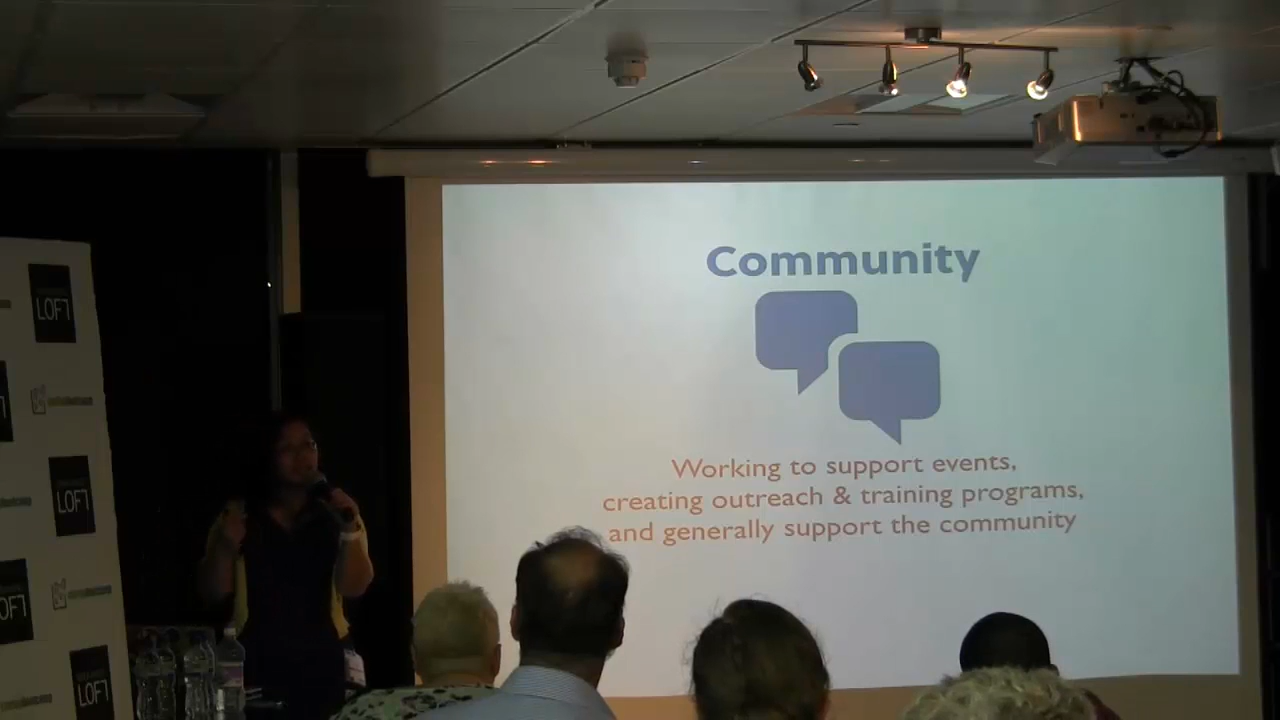 Community
Working to support events,
creating outreach & training programs,
and generally support the community
LOFT
LOFT
LOFT
LOFT